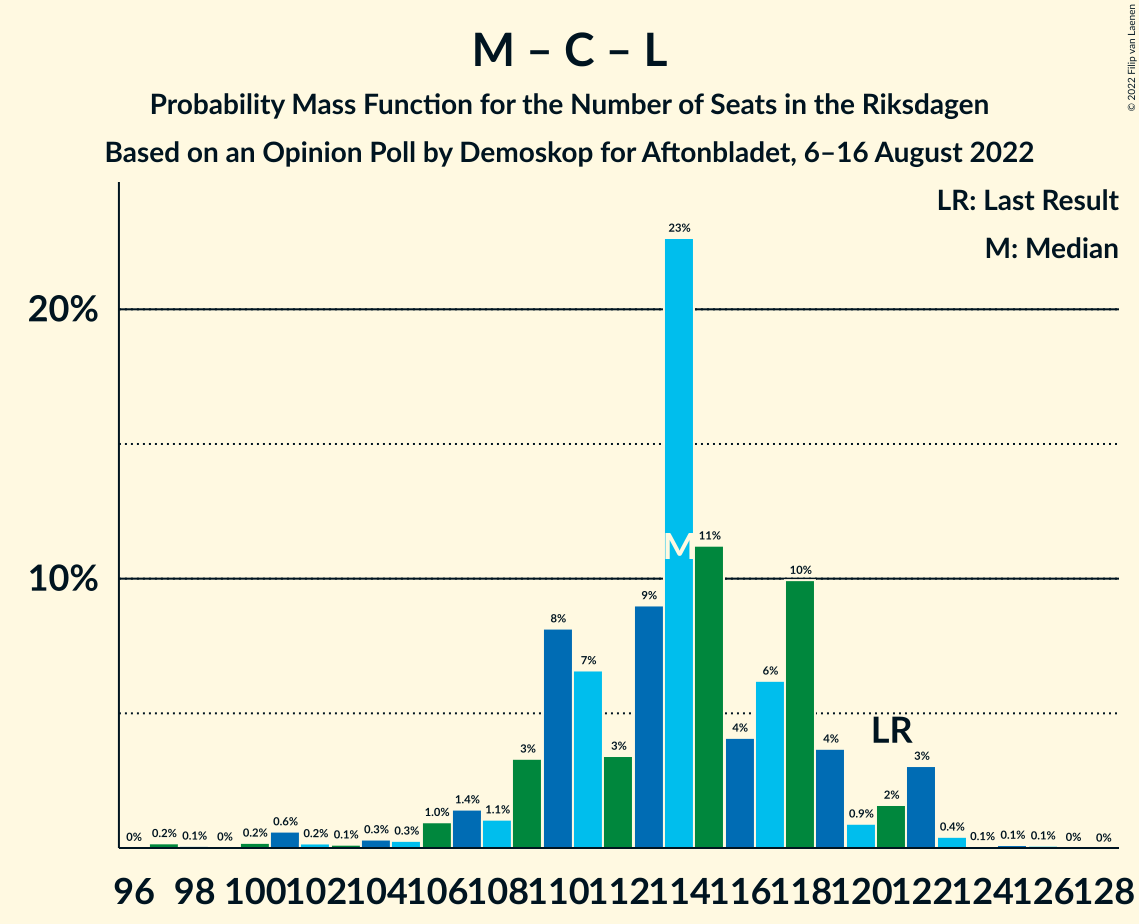 © 2022 Filip van Laenen
M – C – L
Probability Mass Function for the Number of Seats in the Riksdagen
Based on an Opinion Poll by Demoskop for Aftonbladet, 6–16 August 2022
LR: Last Result
M: Median
20%
10%
0% 0.2% 0.1% 0% 0.2% 0.6% 0.2% 0.1% 0.3% 0.3% 1.0% 1.4% 1.1% 3% 8% 7% 3% 9% 23% 11% 4% 6% 10% 4% 0.9% 2% 3% 0.4% 0.1% 0.1% 0.1% 0% 0%
M
LR
96 98 100 102 104 106 108 110 112 114 116 118 120 122 124 126 128